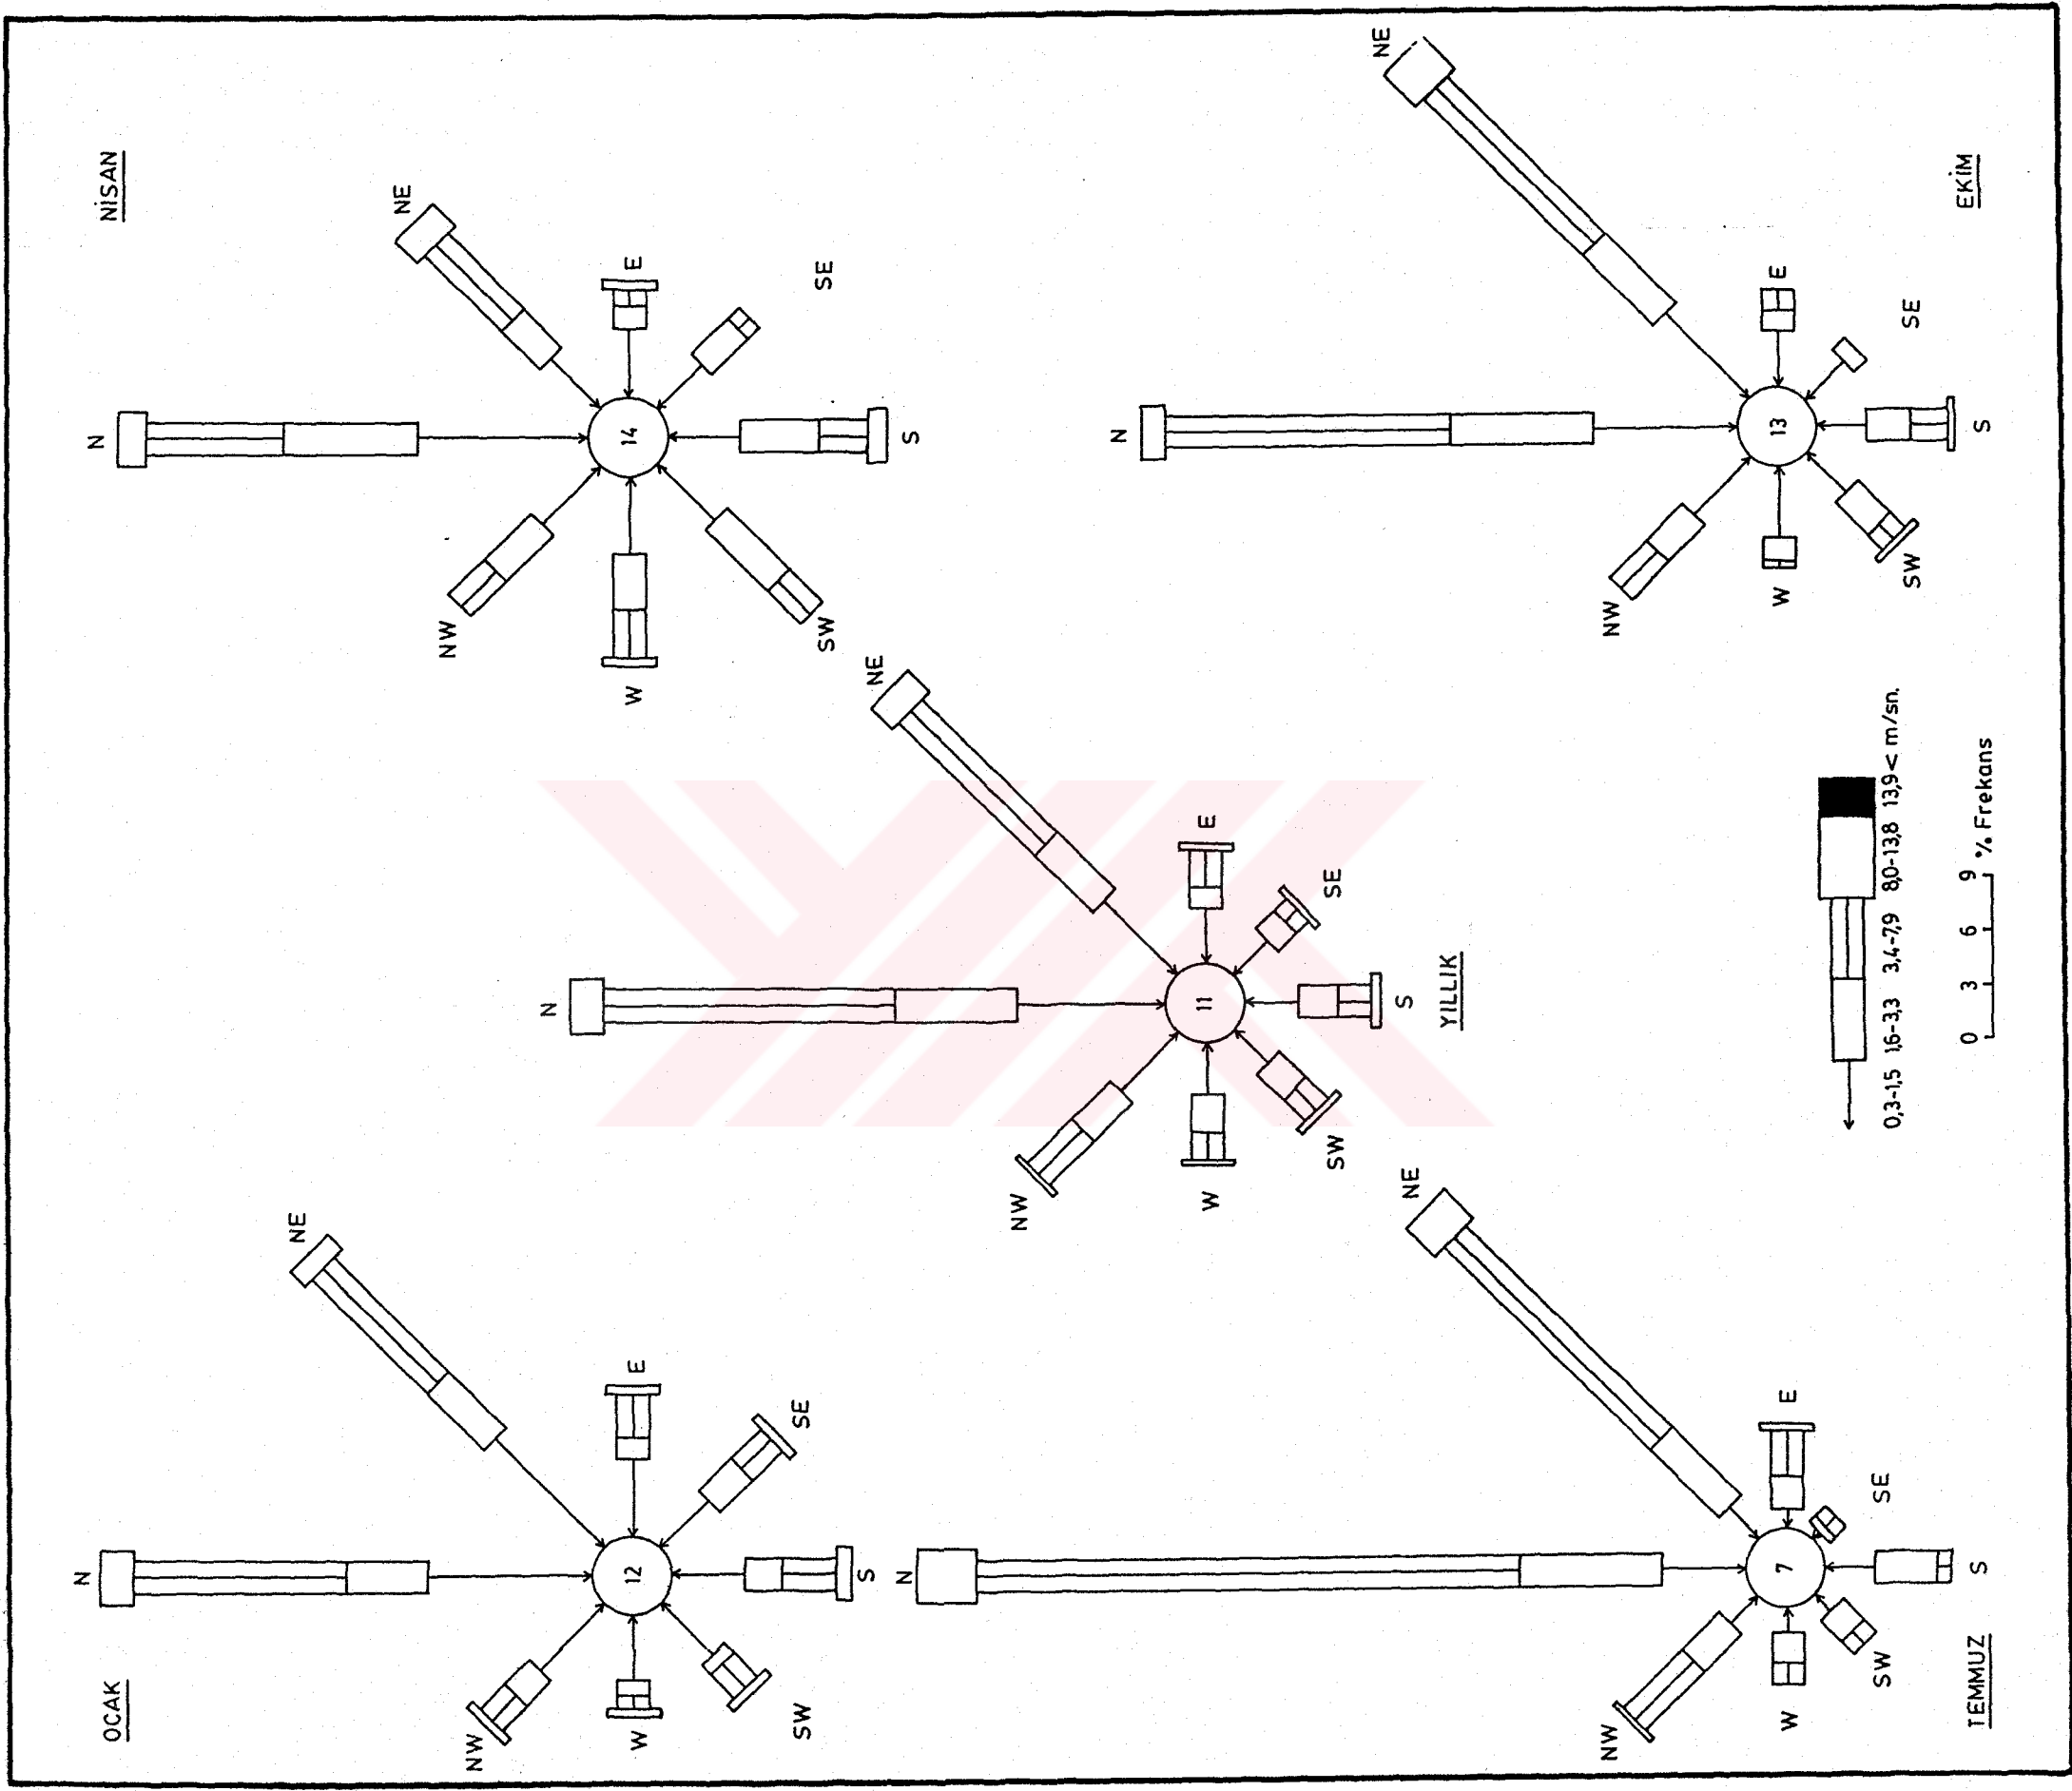 OCAK
N
NE
E
SE
S
SW
W
NW
12
NİSAN
N
NE
E
SE
S
SW
W
NW
14
YILLIK
N
NE
E
SE
S
SW
W
NW
11
TEMMUZ
N
NE
E
SE
S
SW
W
NW
7
EKİM
N
NE
E
SE
S
SW
W
NW
13
0,3-1,5 1,6-3,3 3,4-7,9 8,0-13,8 13,9< m/sn.
0 3 6 9 % Frekans